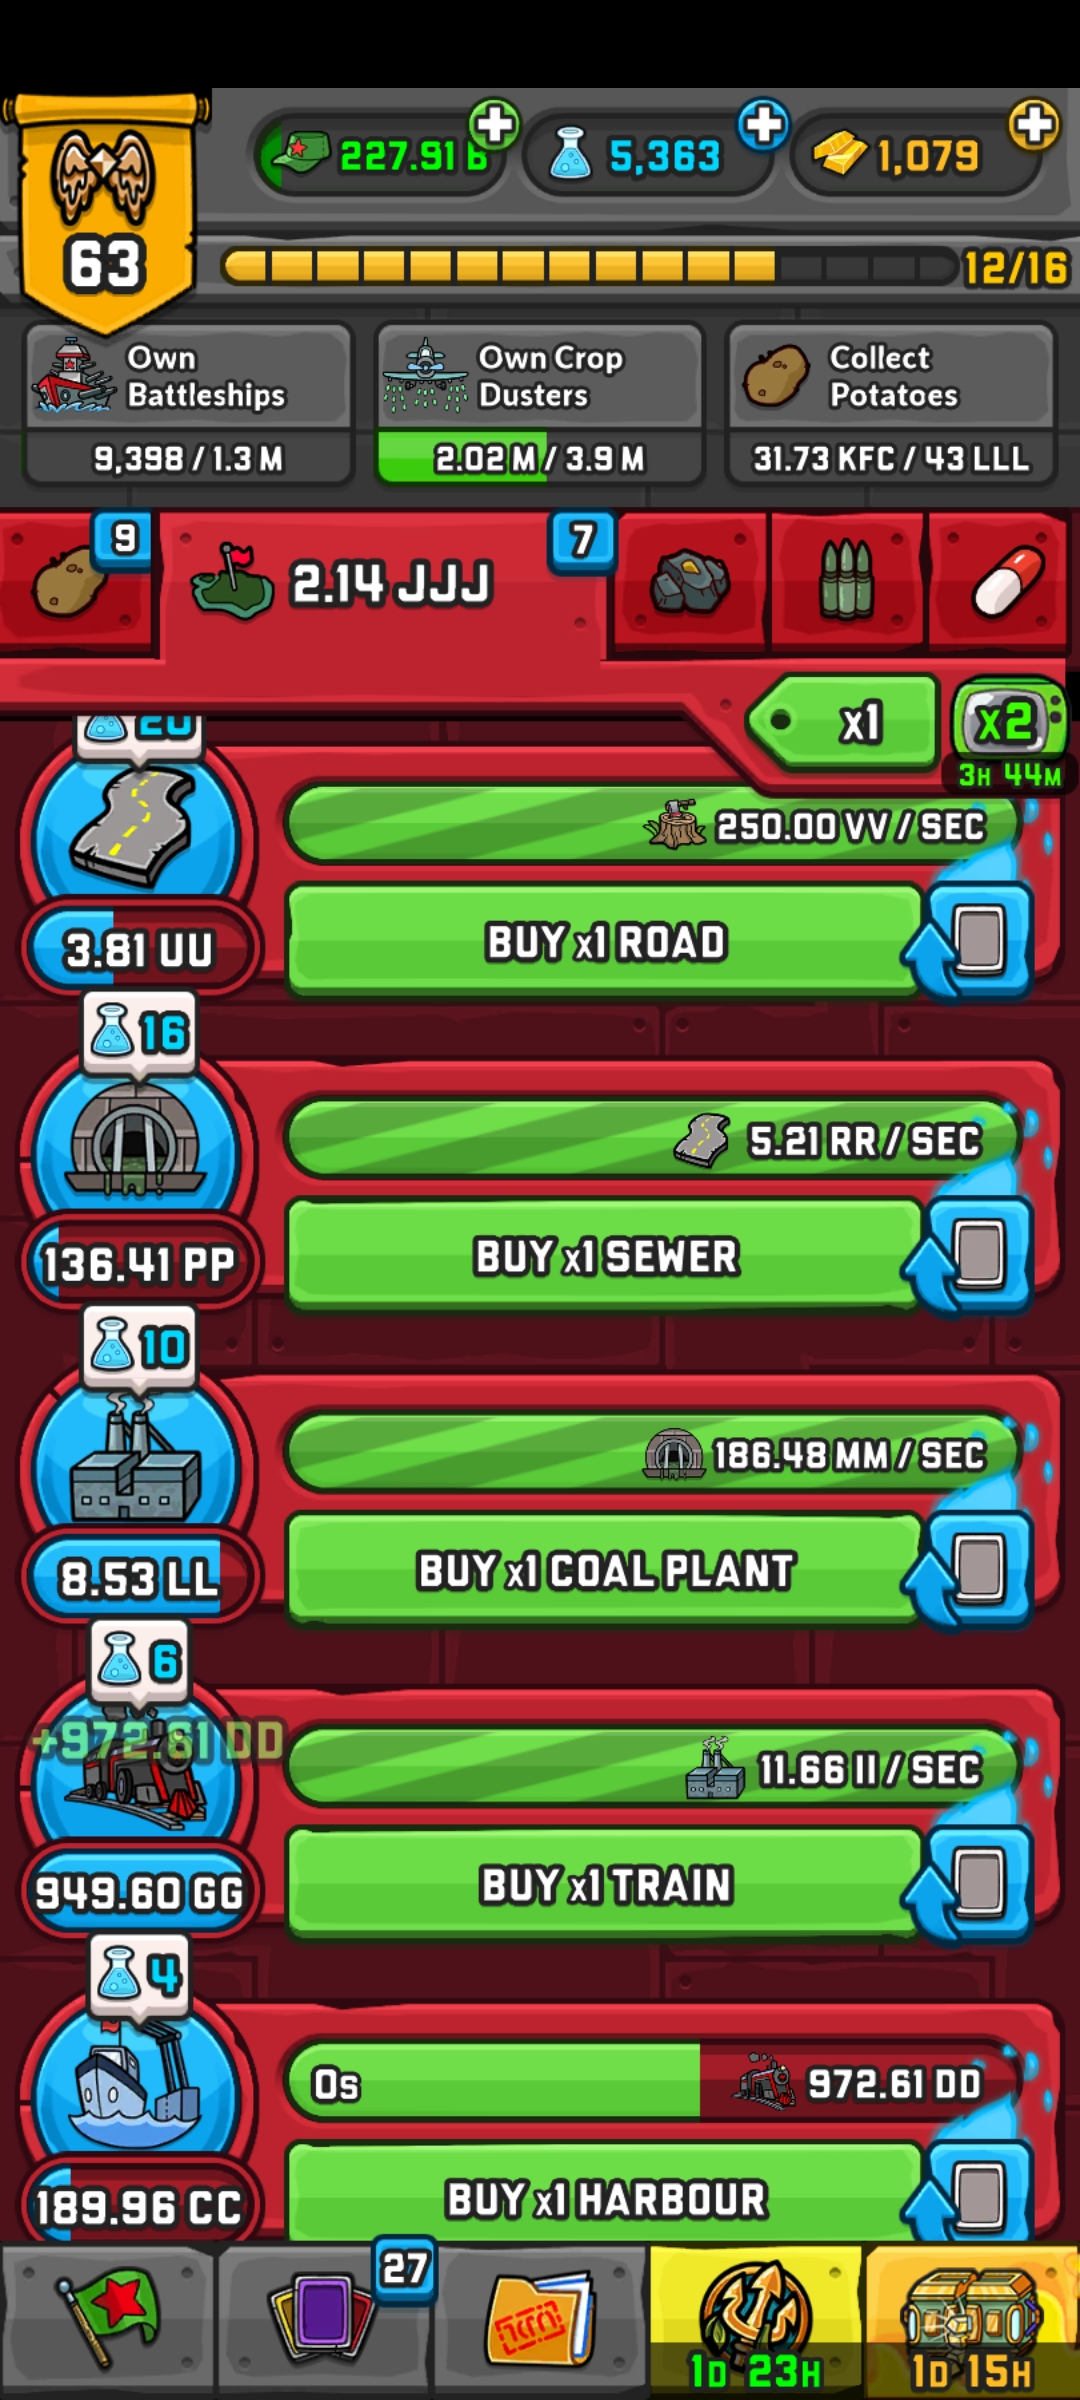 227.91 B
5,363
1,079
63
12/16
Own
Battleships
9,398 / 1.3 M
Own Crop
Dusters
2.02 M / 3.9 M
Collect
Potatoes
31.73 KFC / 43 LLL
9
2.14 JJJ
7
x1
x2
3H 44M
20
250.00 VV / SEC
3.81 UU
BUY x1 ROAD
16
5.21 RR / SEC
136.41 PP
BUY x1 SEWER
10
186.48 MM / SEC
8.53 LL
BUY x1 COAL PLANT
6
+972.61 DD
11.66 II / SEC
949.60 GG
BUY x1 TRAIN
4
0s
972.61 DD
189.96 CC
BUY x1 HARBOUR
27
1D 23H
1D 15H